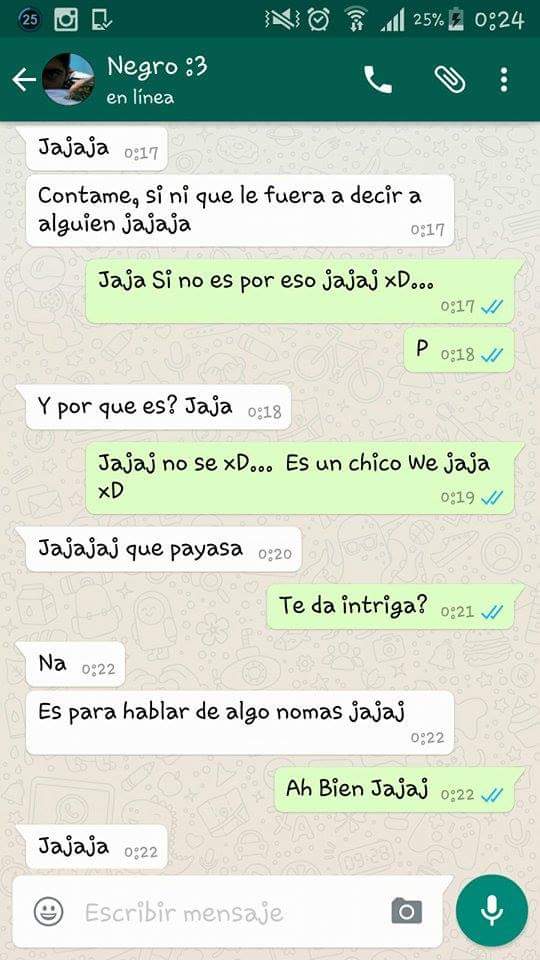 25 25% 0:24
Negro :3
en línea
Jajaja 0:17
Contame, si ni que le fuera a decir a
alguien jajaja
0:17
Jaja Si no es por eso jajaj xD...
0:17
P 0:18
Y por que es? Jaja 0:18
Jajaj no se xD... Es un chico We jaja
xD
0:19
Jajajaj que payasa 0:20
Te da intriga? 0:21
Na 0:22
Es para hablar de algo nomas jajaj
0:22
Ah Bien Jajaj 0:22
Jajaja 0:22
Escribir mensaje